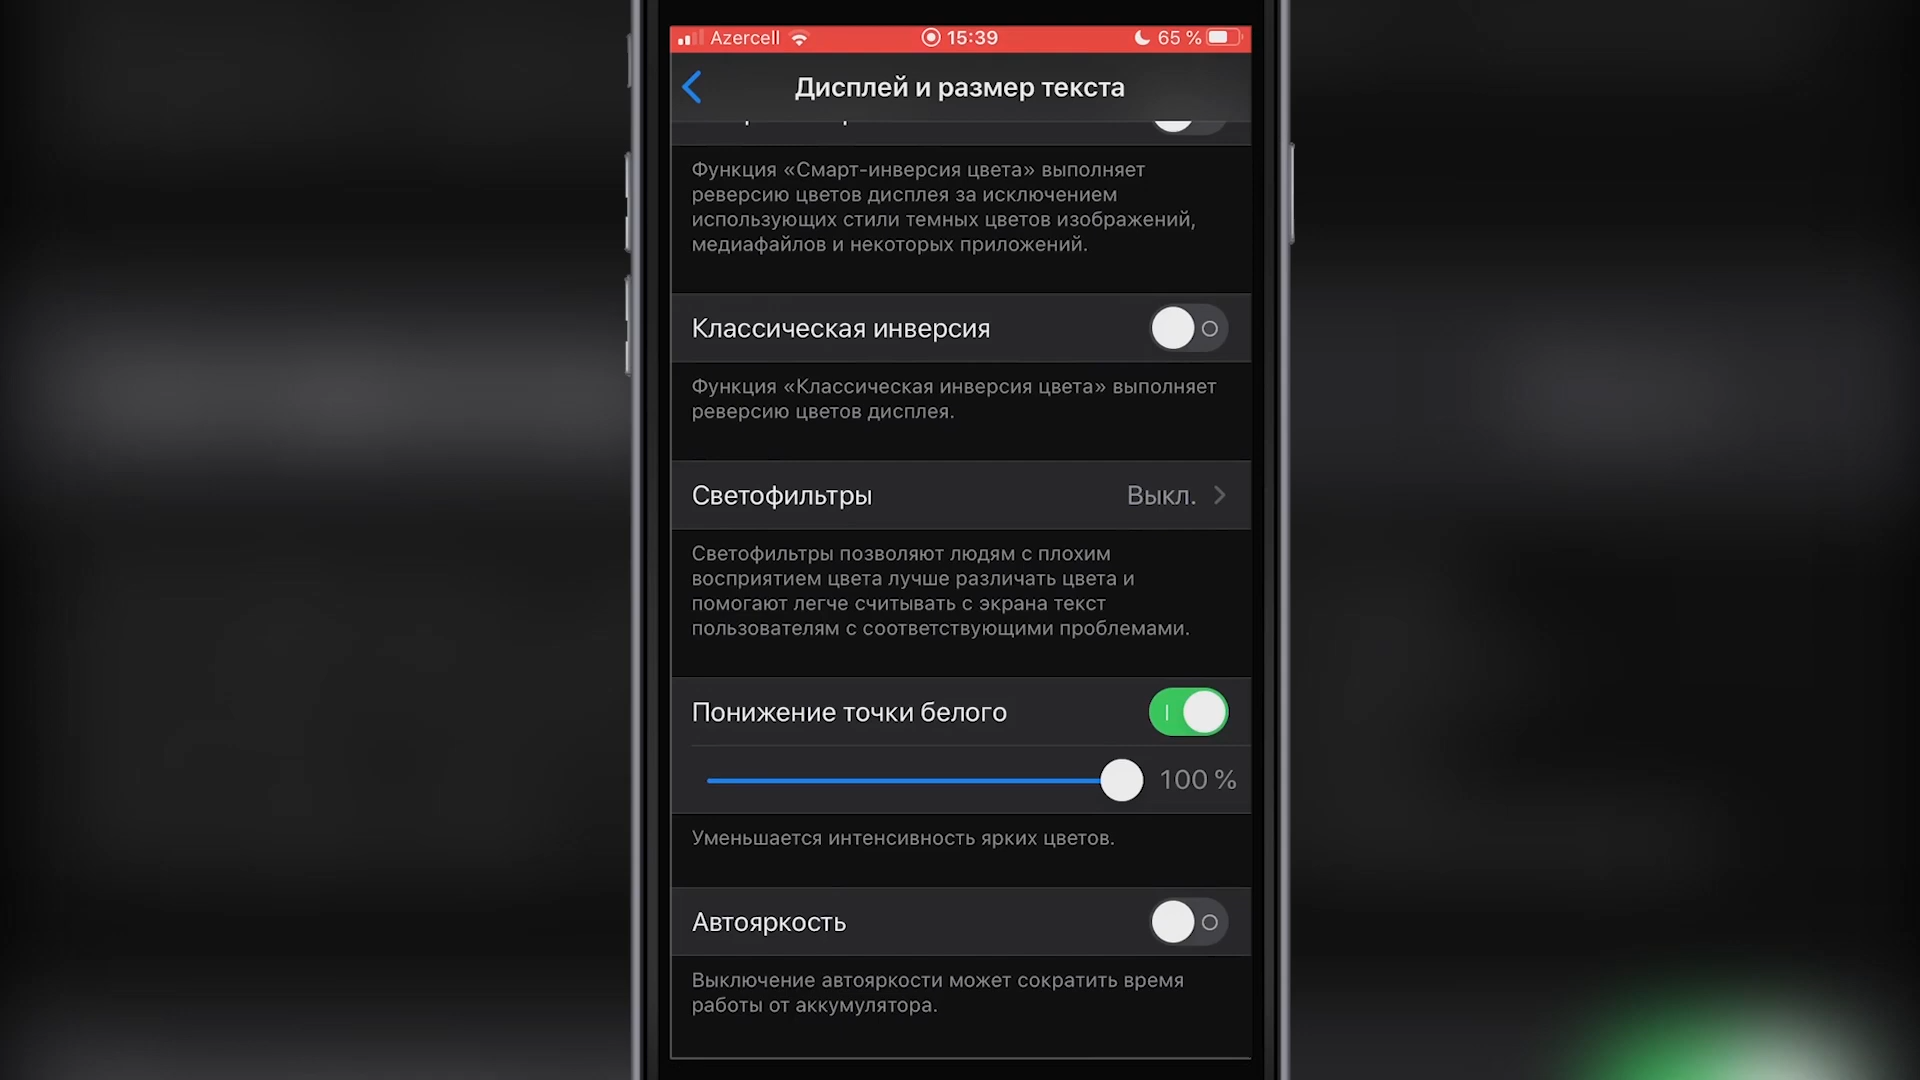 Azercell 15:39 65 %
Дисплей и размер текста
Функция «Смарт-инверсия цвета» выполняет
реверсию цветов дисплея за исключением
использующих стили темных цветов изображений,
медиафайлов и некоторых приложений.
Классическая инверсия
Функция «Классическая инверсия цвета» выполняет
реверсию цветов дисплея.
Светофильтры Выкл.
Светофильтры позволяют людям с плохим
восприятием цвета лучше различать цвета и
помогают легче считывать с экрана текст
пользователям с соответствующими проблемами.
Понижение точки белого
100 %
Уменьшается интенсивность ярких цветов.
Автояркость
Выключение автояркости может сократить время
работы от аккумулятора.